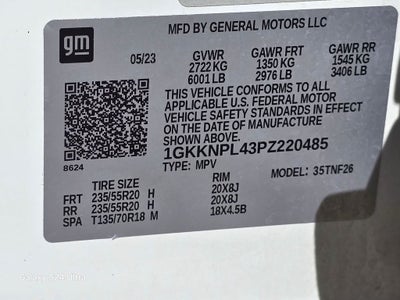 MFD BY GENERAL MOTORS LLC
gm
05/23 GVWR GAWR FRT GAWR RR
2722 KG 1350 KG 1545 KG
6001 LB 2976 LB 3406 LB
THIS VEHICLE CONFORMS TO ALL
APPLICABLE U.S. FEDERAL MOTOR
VEHICLE SAFETY STANDARDS IN EFFECT
ON THE DATE OF MANUFACTURE
SHOWN ABOVE.
1GKKNPL43PZ220485
8624 TYPE: MPV MODEL: 35TNF26
TIRE SIZE RIM
FRT 235/55R20 H 20X8J
RR 235/55R20 H 20X8J
SPA T135/70R18 M 18X4.5B